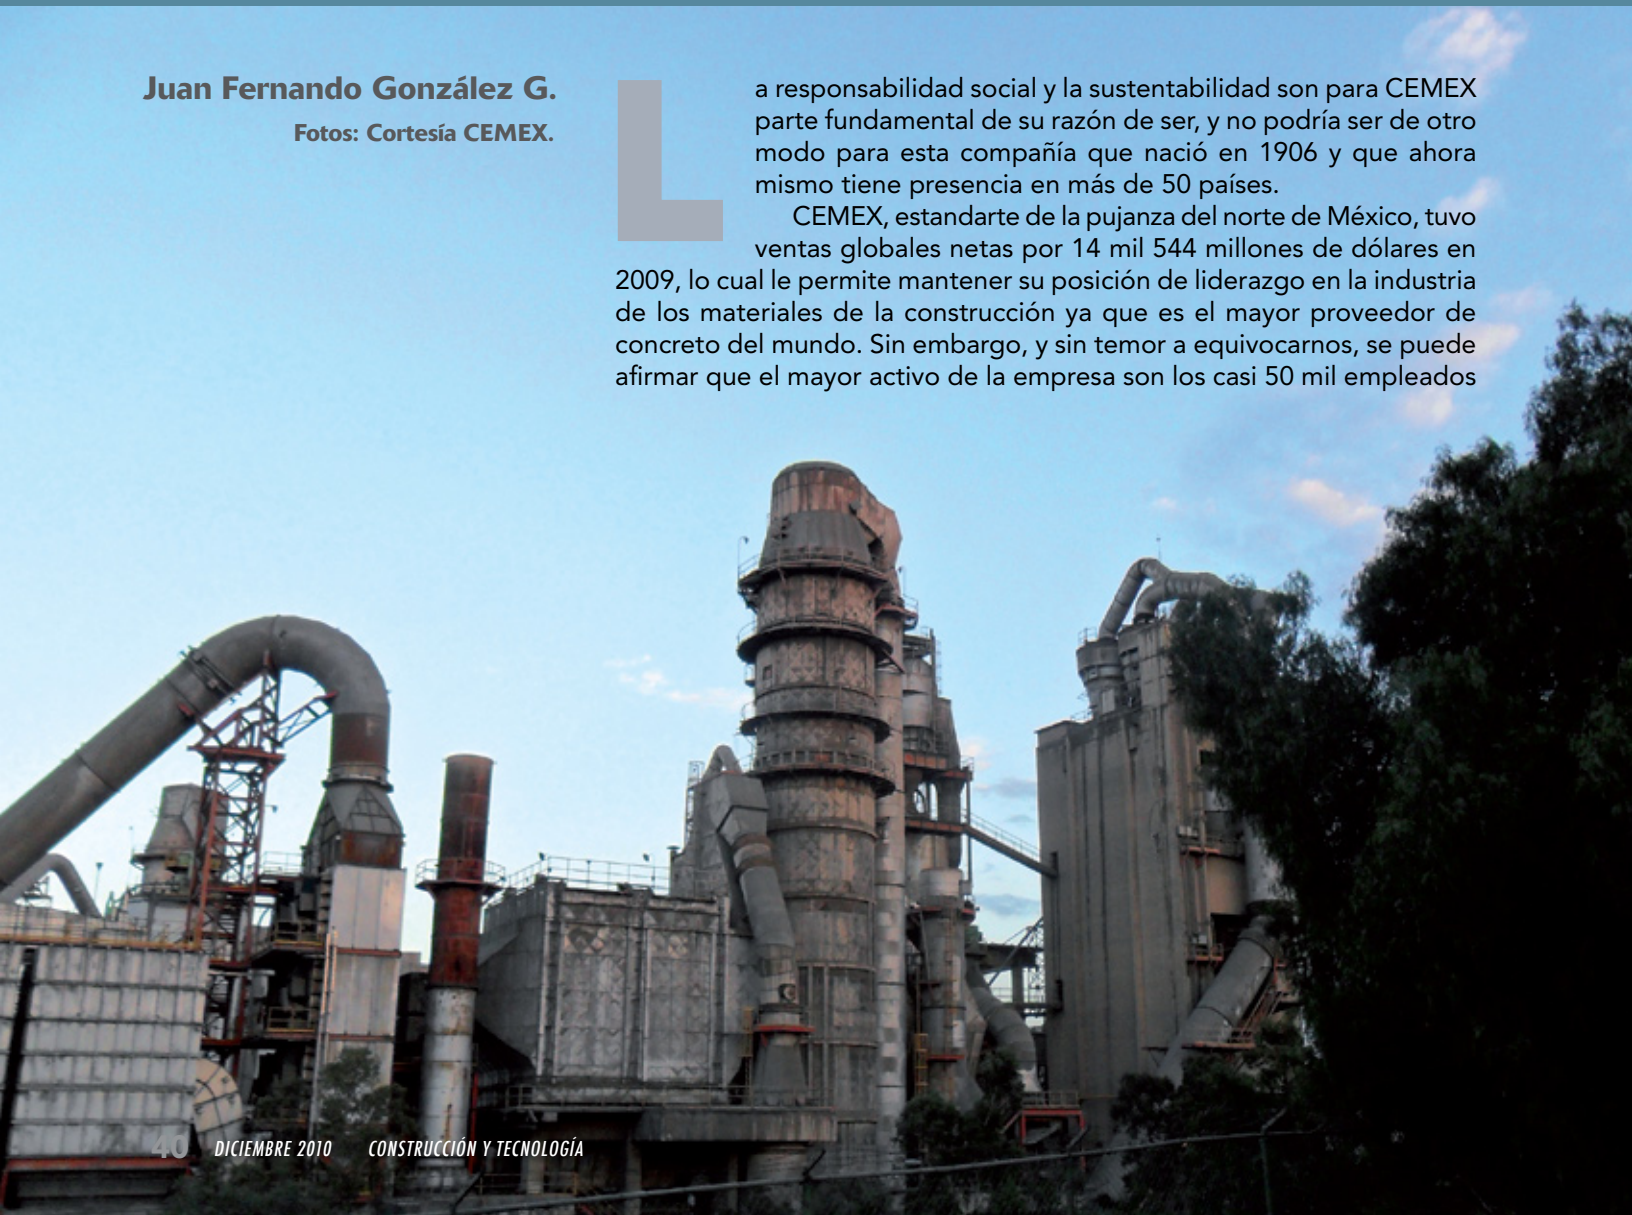 Juan Fernando González G.
Fotos: Cortesía CEMEX.
La responsabilidad social y la sustentabilidad son para CEMEX
parte fundamental de su razón de ser, y no podría ser de otro
modo para esta compañía que nació en 1906 y que ahora
mismo tiene presencia en más de 50 países.
CEMEX, estandarte de la pujanza del norte de México, tuvo
ventas globales netas por 14 mil 544 millones de dólares en
2009, lo cual le permite mantener su posición de liderazgo en la industria
de los materiales de la construcción ya que es el mayor proveedor de
concreto del mundo. Sin embargo, y sin temor a equivocarnos, se puede
afirmar que el mayor activo de la empresa son los casi 50 mil empleados
40 DICIEMBRE 2010 CONSTRUCCIÓN Y TECNOLOGÍA